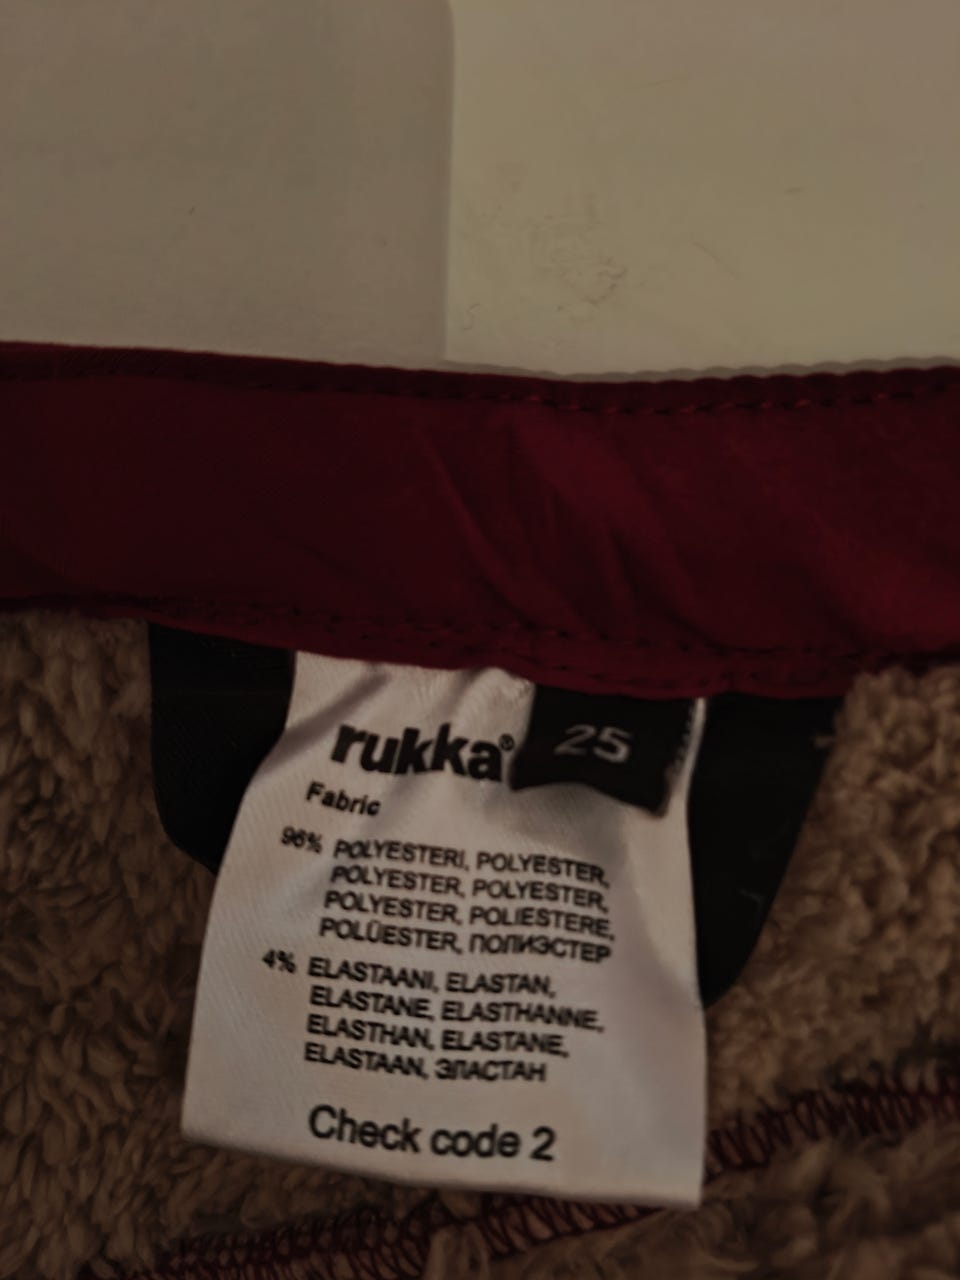 rukka®
25
Fabric
96% POLYESTERI, POLYESTER,
POLYESTER, POLYESTER,
POLYESTER, POLIESTERE,
POLÜESTER, ПОЛИЭСТЕР
4% ELASTAANI, ELASTAN,
ELASTANE, ELASTHANNE,
ELASTHAN, ELASTANE,
ELASTAAN, ЭЛАСТАН
Check code 2